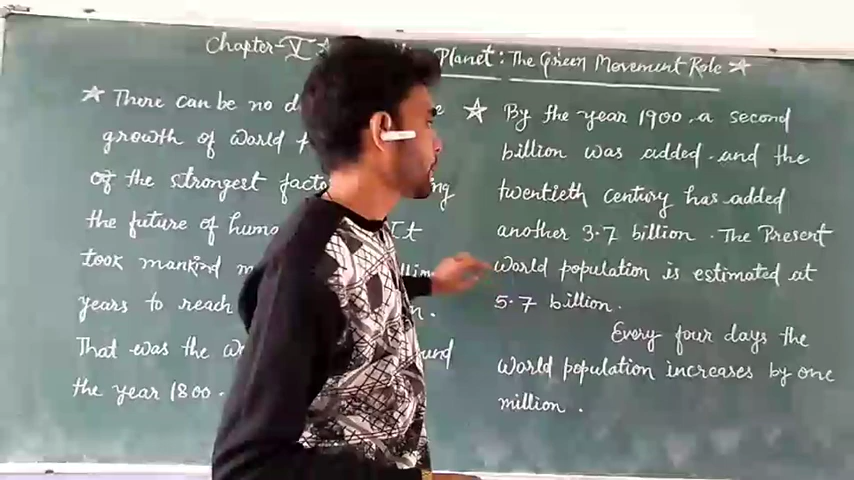 Chapter-V: Planet: The Green Movement Role
There can be no
growth of world
of the strongest
the future of It
took mankind
years to reach
That was the
the year 1800.
By the year 1900, a second
billion was added, and the
twentieth century has added
another 3.7 billion. The Present
world population is estimated at
5.7 billion.
Every four days the
world population increases by one
million.